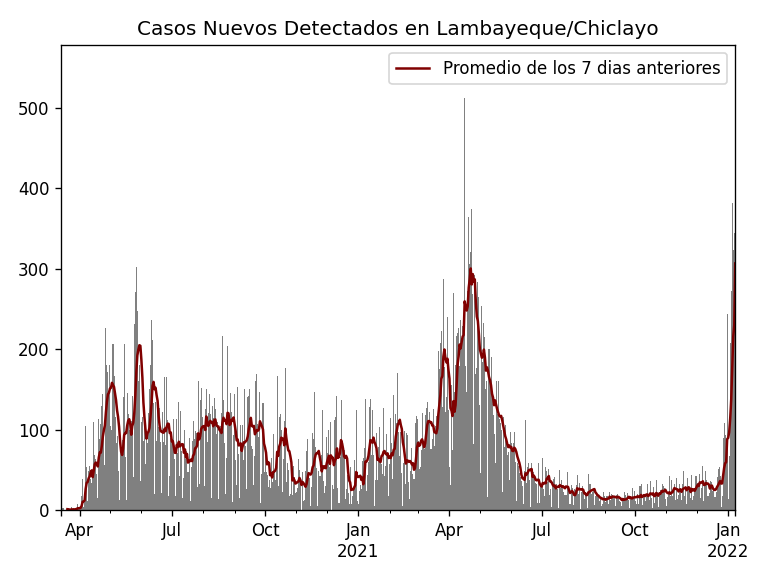 Casos Nuevos Detectados en Lambayeque/Chiclayo
Promedio de los 7 dias anteriores
500
400
300
200
100
0
Apr Jul Oct Jan Apr Jul Oct Jan
2021 2022